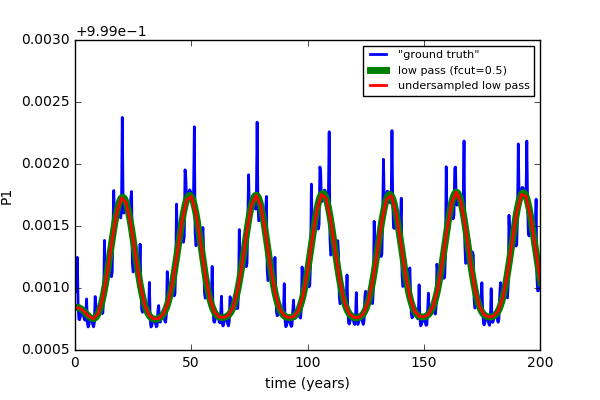 +9.99e−1
0.0030
0.0025
0.0020
0.0015
0.0010
0.0005
P1
"ground truth"
low pass (fcut=0.5)
undersampled low pass
0 50 100 150 200
time (years)